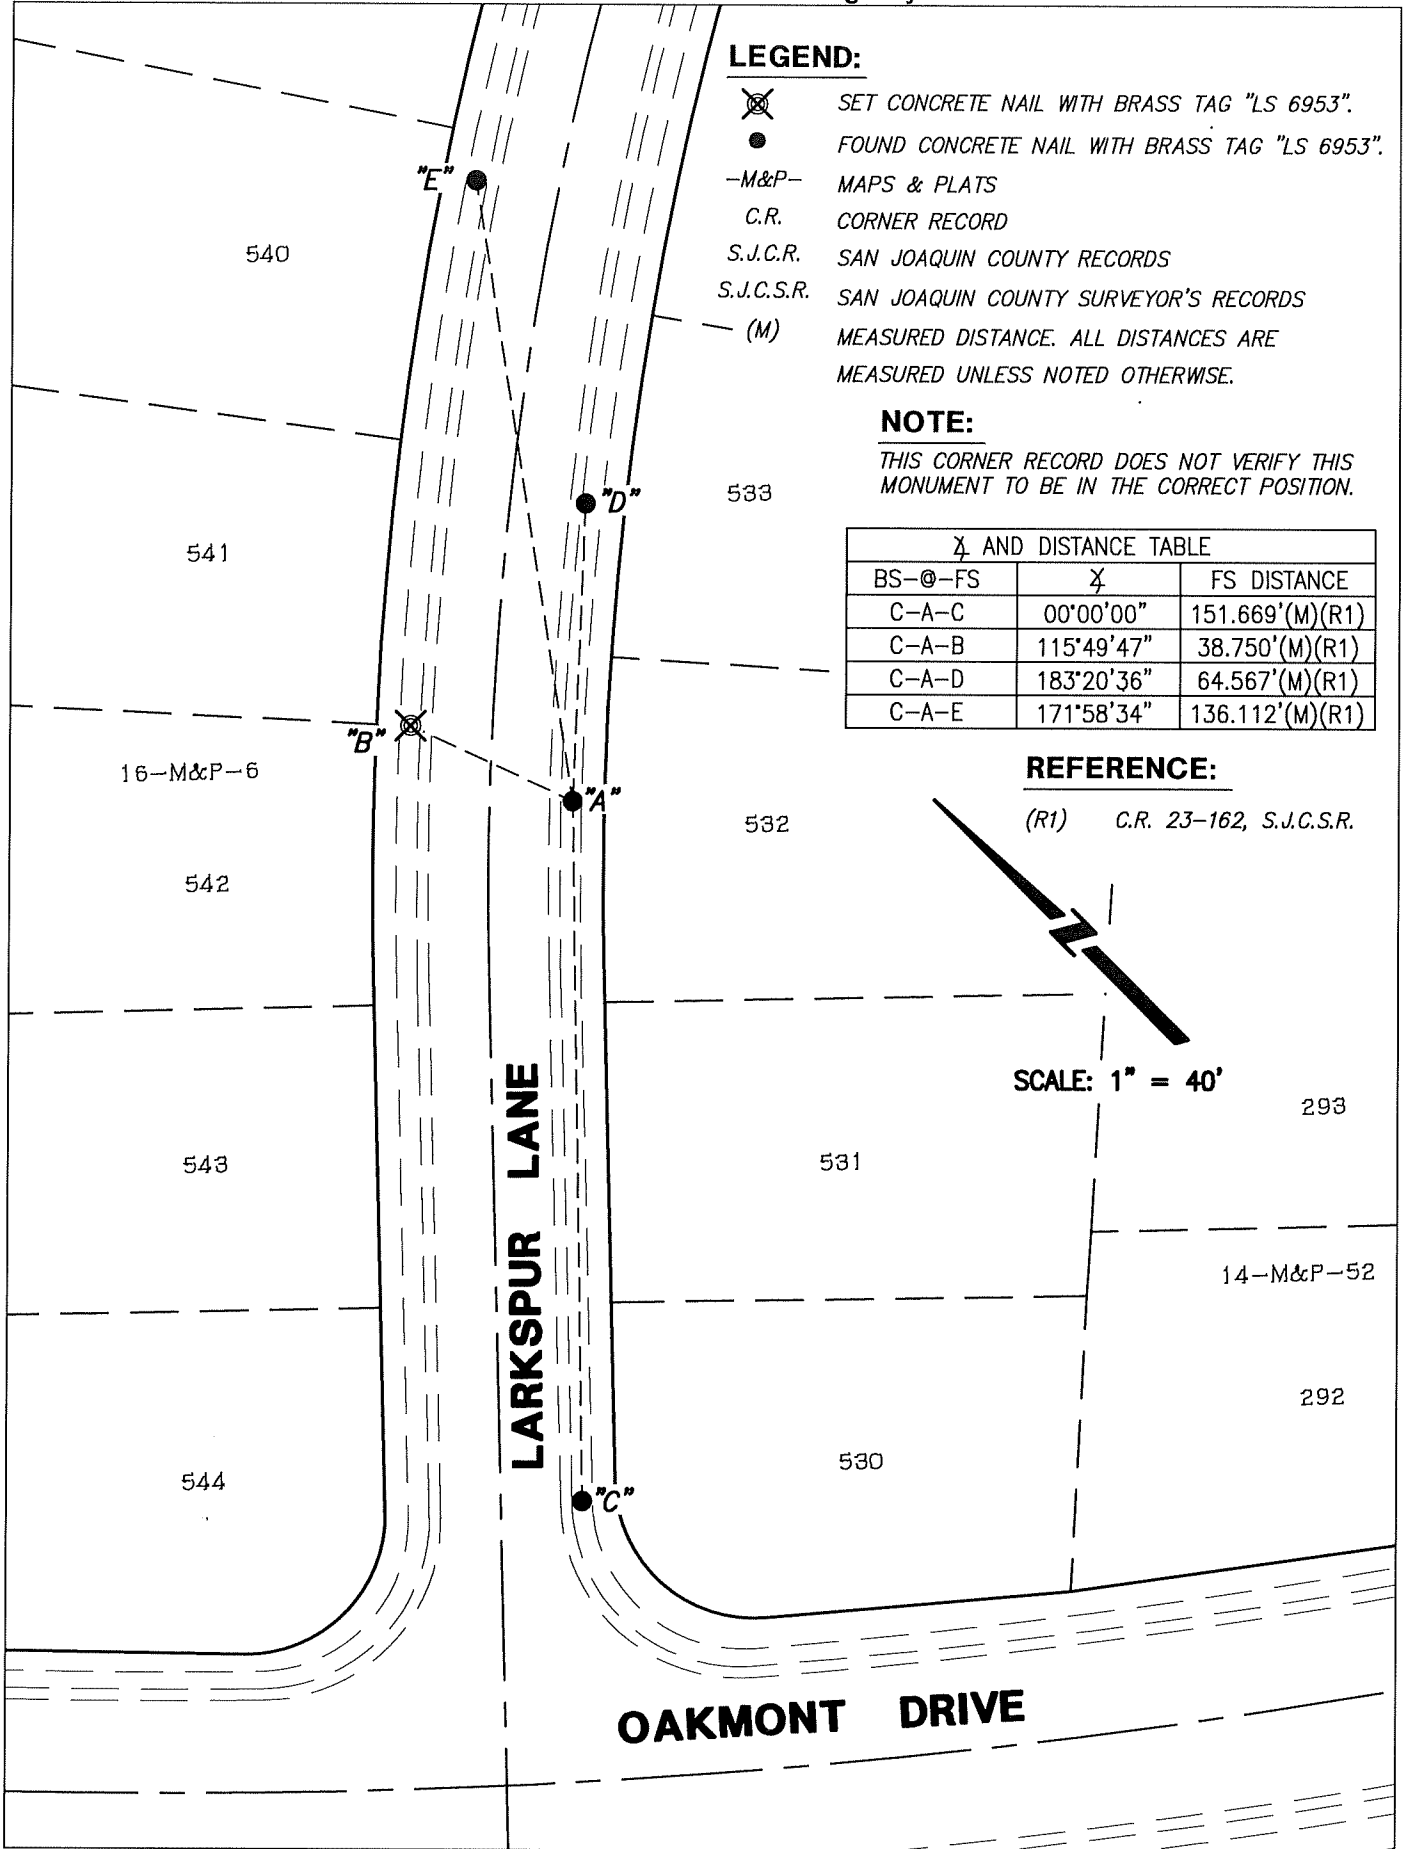 LEGEND:
SET CONCRETE NAIL WITH BRASS TAG "LS 6953".
FOUND CONCRETE NAIL WITH BRASS TAG "LS 6953".
-M&P- MAPS & PLATS
C.R. CORNER RECORD
S.J.C.R. SAN JOAQUIN COUNTY RECORDS
S.J.C.S.R. SAN JOAQUIN COUNTY SURVEYOR'S RECORDS
(M) MEASURED DISTANCE. ALL DISTANCES ARE
MEASURED UNLESS NOTED OTHERWISE.
NOTE:
THIS CORNER RECORD DOES NOT VERIFY THIS
MONUMENT TO BE IN THE CORRECT POSITION.
AND DISTANCE TABLE
BS-@-FS FS DISTANCE
C-A-C 00°00'00" 151.669'(M)(R1)
C-A-B 115°49'47" 38.750'(M)(R1)
C-A-D 183°20'36" 64.567'(M)(R1)
C-A-E 171°58'34" 136.112'(M)(R1)
REFERENCE:
(R1) C.R. 23-162, S.J.C.S.R.
SCALE: 1" = 40'
"E"
540
"D"
533
541
"B"
16-M&P-6
"A"
532
542
293
543
531
14-M&P-52
LARKSPUR LANE
292
544
530
"C"
OAKMONT DRIVE